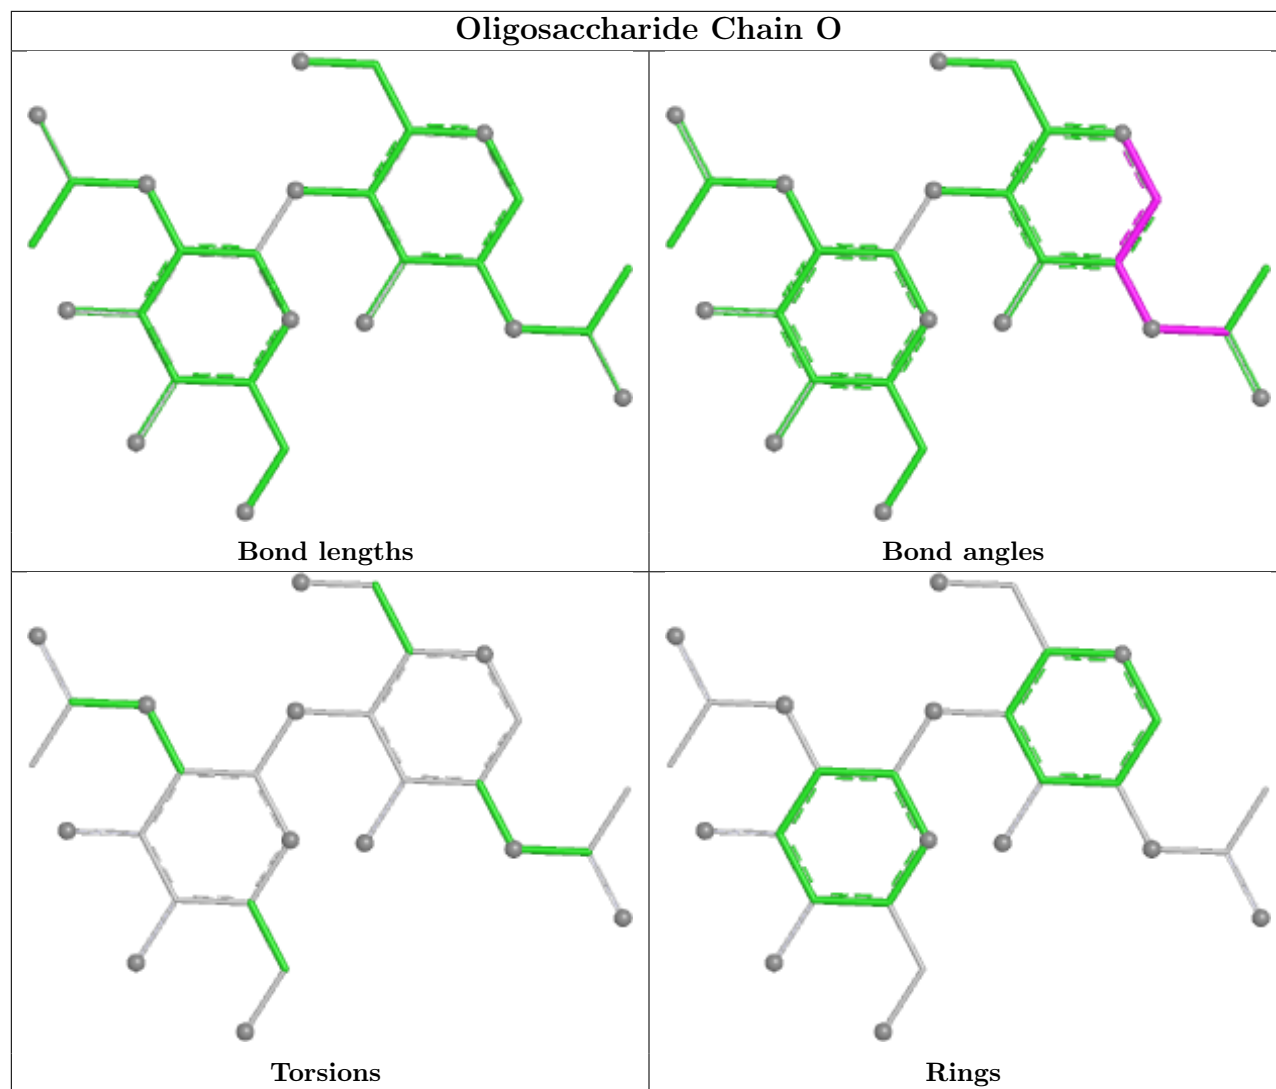 Oligosaccharide Chain O
Bond lengths
Bond angles
Torsions
Rings